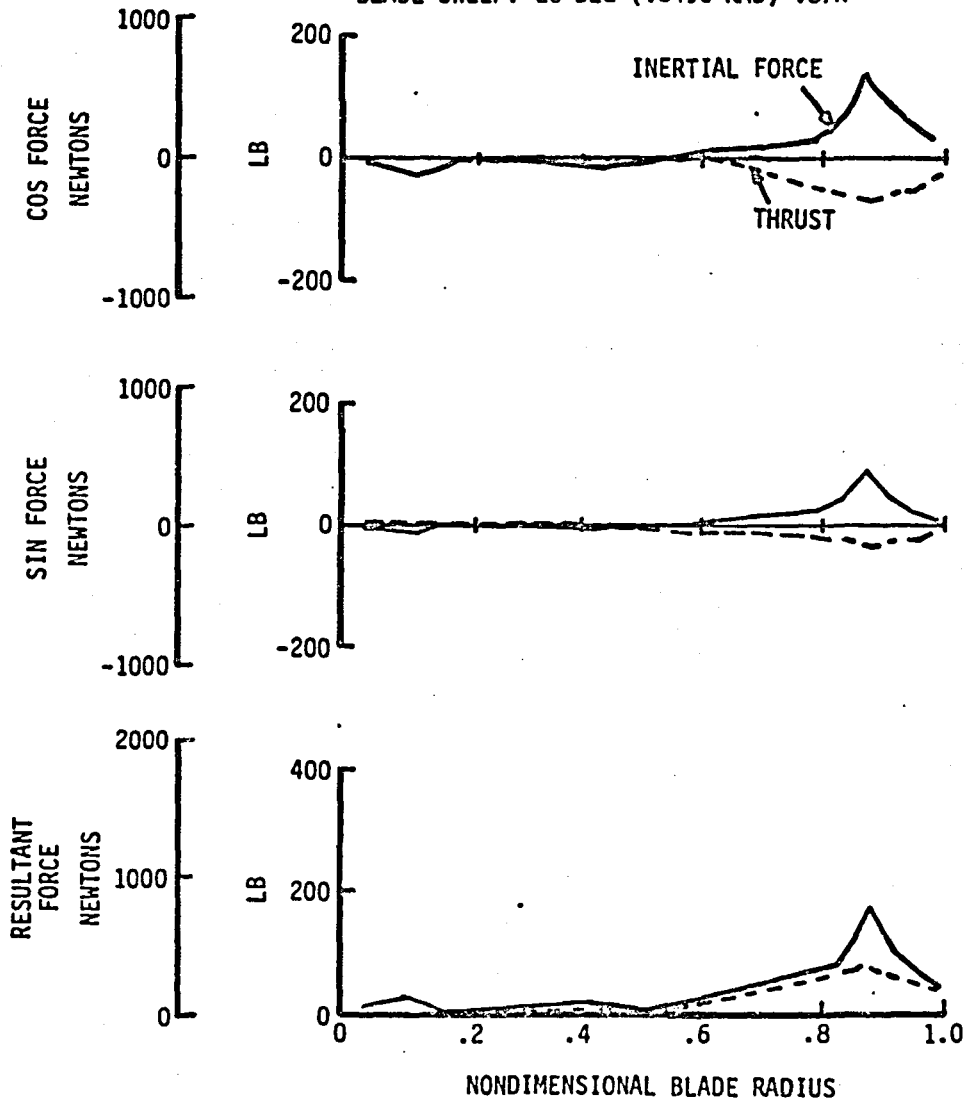 1000
0
-1000
COS FORCE
NEWTONS
200
0
-200
LB
INERTIAL FORCE
THRUST
1000
0
-1000
SIN FORCE
NEWTONS
200
0
-200
LB
2000
1000
0
RESULTANT
FORCE
NEWTONS
400
200
0
LB
0 .2 .4 .6 .8 1.0
NONDIMENSIONAL BLADE RADIUS